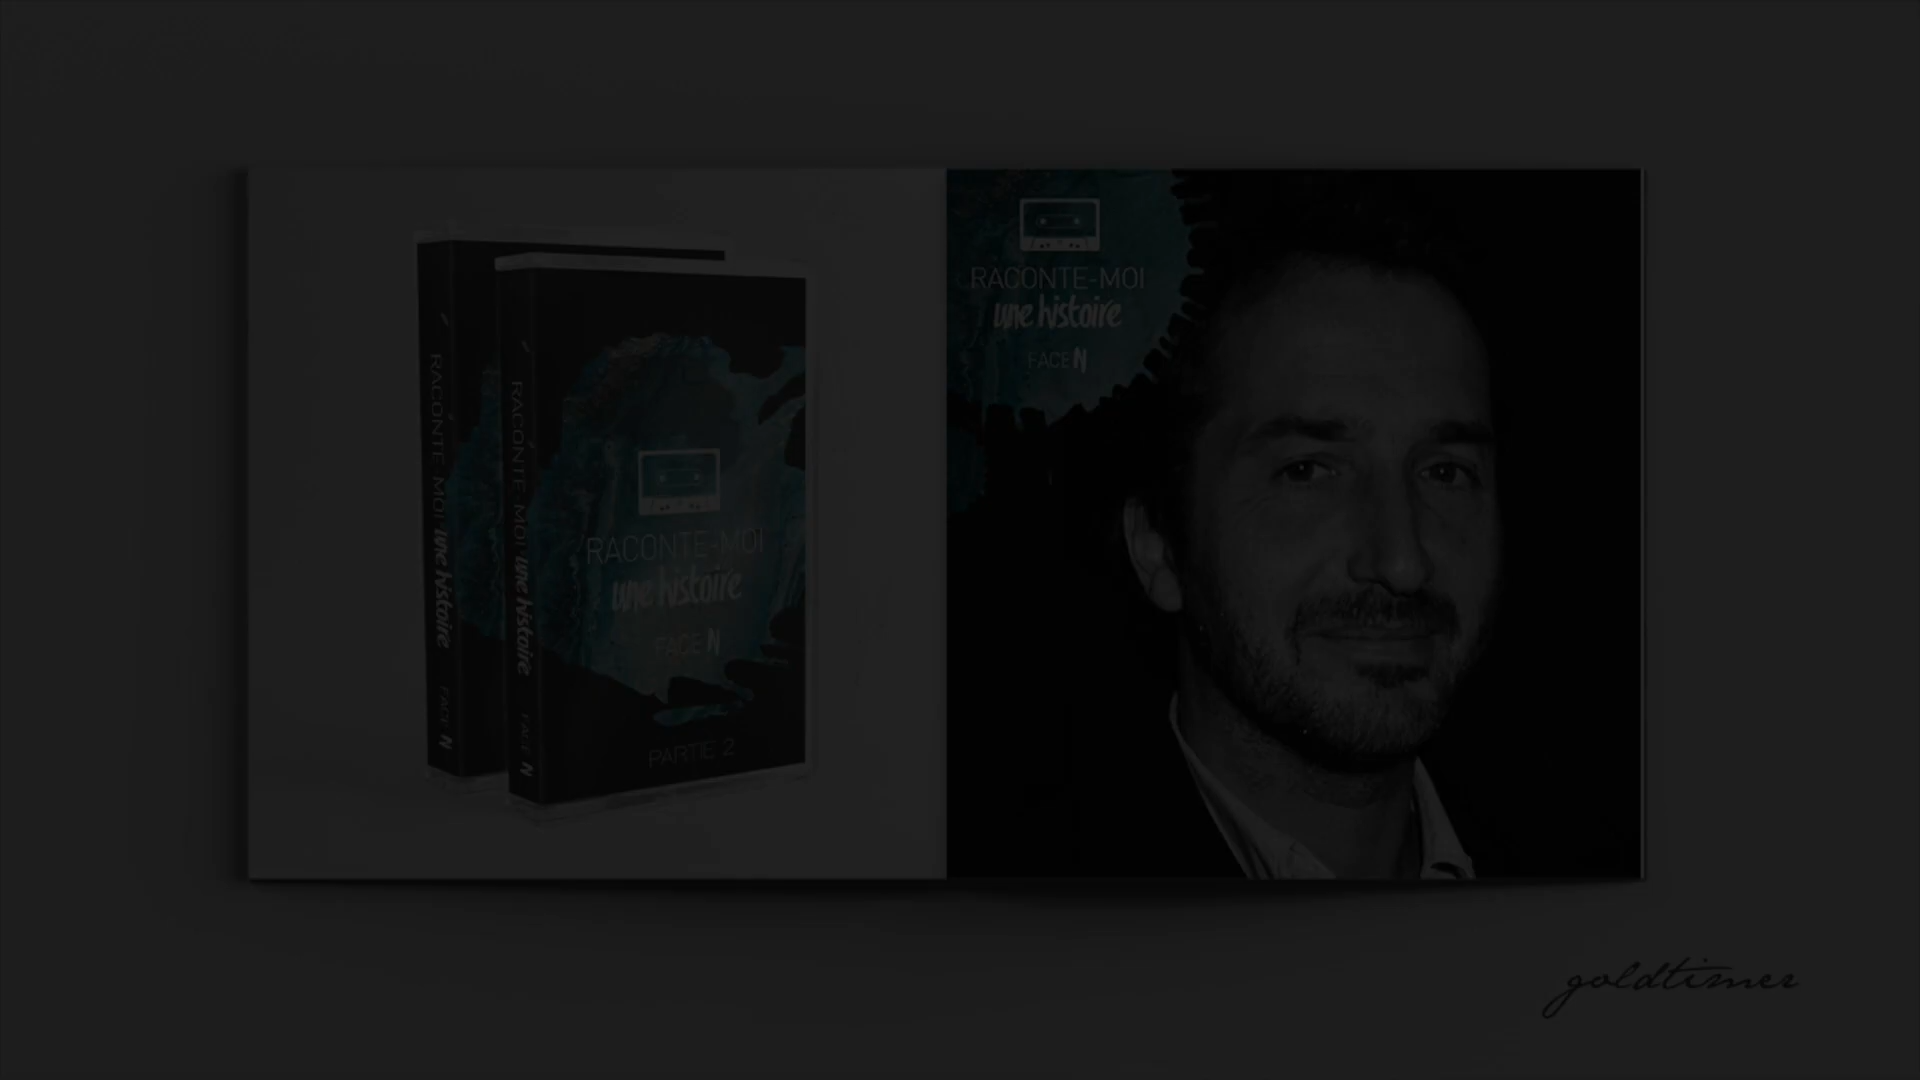 RACONTE-MOI une histoire FACE N
RACONTE-MOI une histoire FACE N
RACONTE-MOI
une histoire
FACE N
PARTIE 2
RACONTE-MOI
une histoire
FACE N
goldtimer